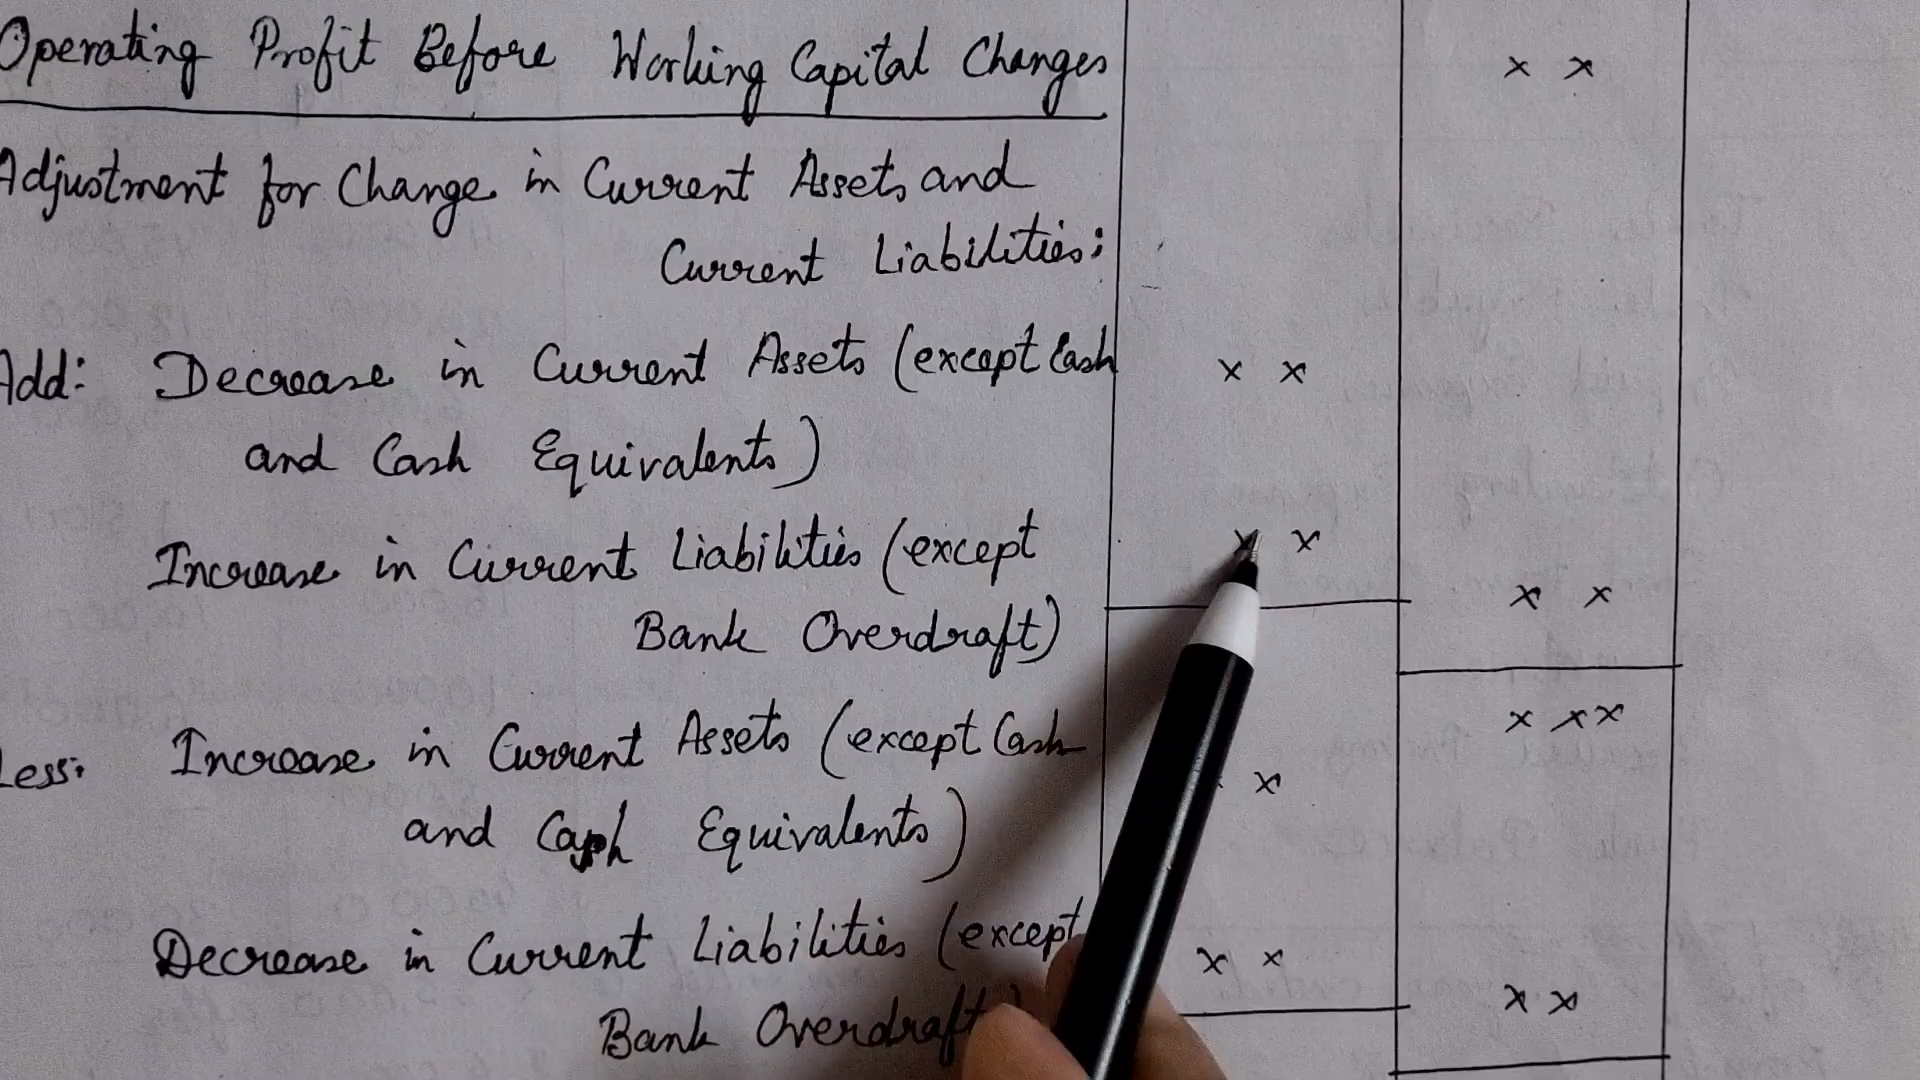 Operating Profit Before Working Capital Changes x x
Adjustment for Change in Current Assets and
Current Liabilities:
Add: Decrease in Current Assets (except Cash x x
and Cash Equivalents)
Increase in Current Liabilities (except x x
Bank Overdraft) x x
x x x
Less: Increase in Current Assets (except Cash x
and Cash Equivalents)
Decrease in Current Liabilities (except x x
Bank Overdraft) x x